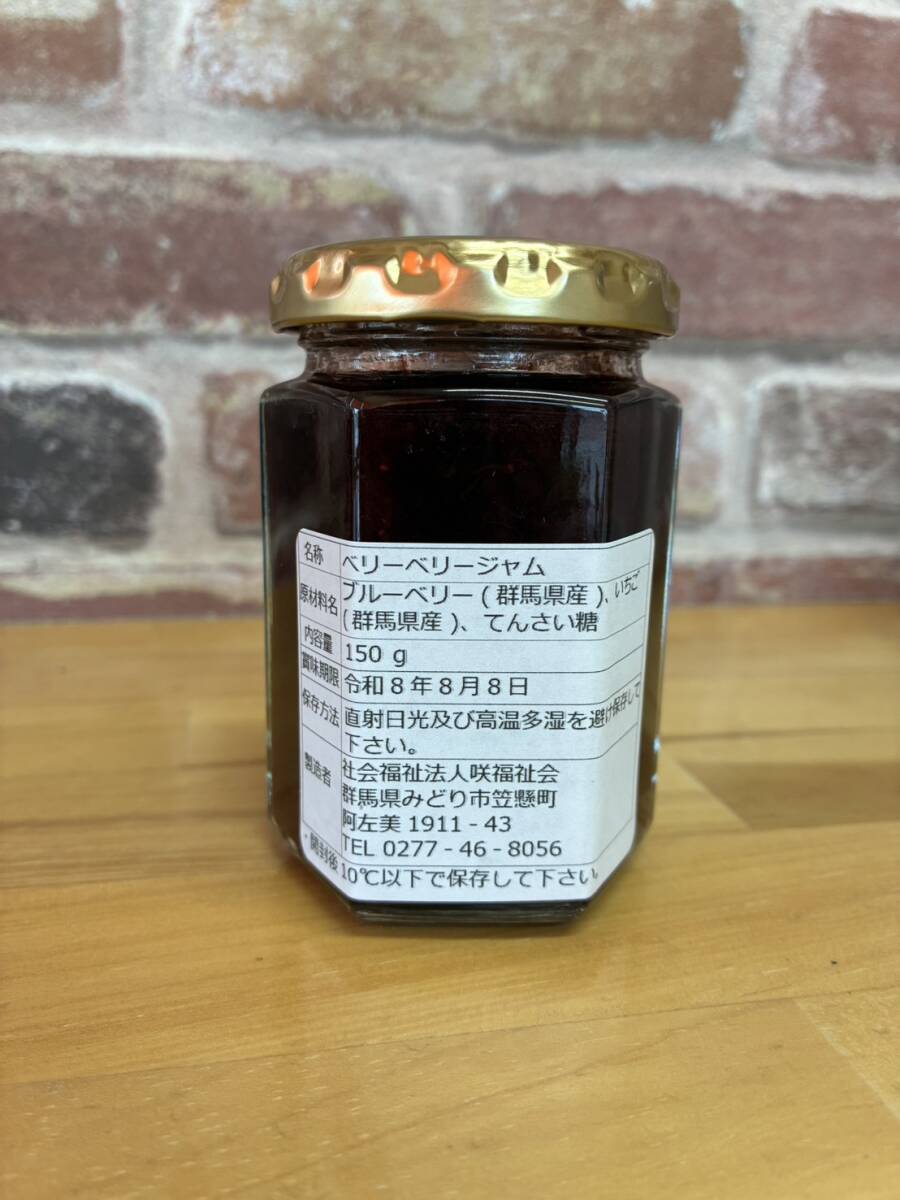 名称 ベリーベリージャム
原材料名 ブルーベリー ( 群馬県産 )、いちご
(群馬県産 )、てんさい糖
内容量 150 g
賞味期限 令和８年８月８日
保存方法 直射日光及び高温多湿を避け保存して
下さい。
製造者 社会福祉法人咲福祉会
群馬県みどり市笠懸町
阿左美 1911 - 43
TEL 0277 - 46 - 8056
・開封後10℃以下で保存して下さい。